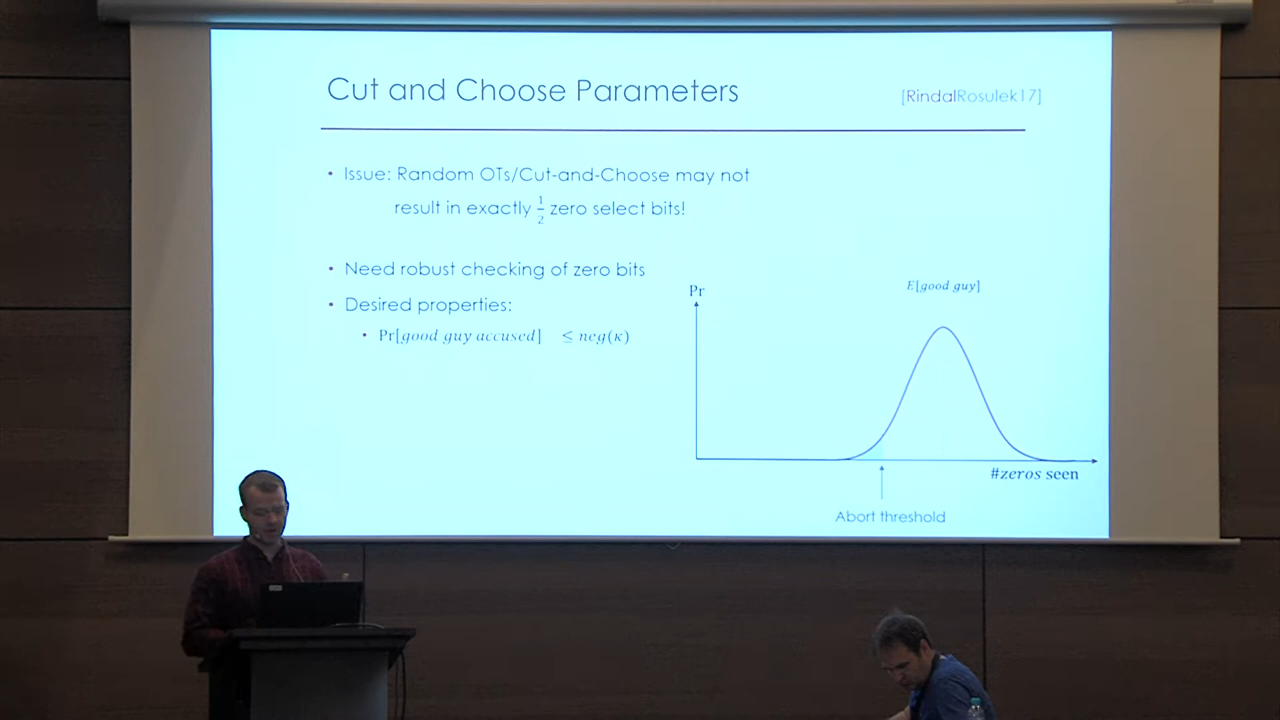 Cut and Choose Parameters
[RindalRosulek17]
• Issue: Random OTs/Cut-and-Choose may not
result in exactly 1/2 zero select bits!
• Need robust checking of zero bits
• Desired properties:
• Pr[good guy accused] ≤ neg(κ)
Pr
E[good guy]
#zeros seen
Abort threshold